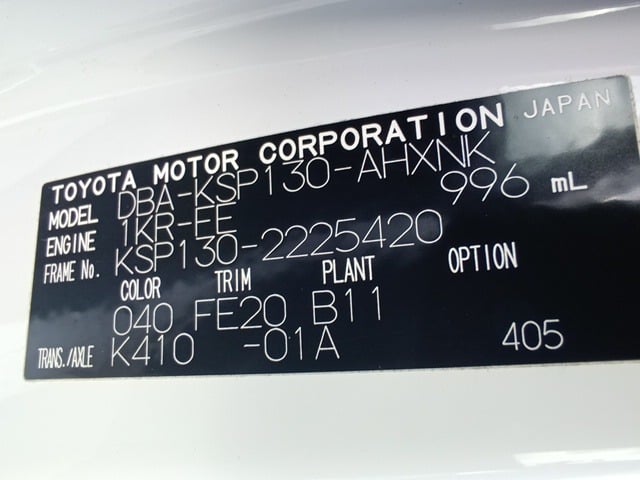 TOYOTA MOTOR CORPORATION JAPAN
MODEL DBA-KSP130-AHXNK
ENGINE 1KR-FE 996 mL
FRAME No. KSP130-2225420
COLOR TRIM PLANT OPTION
040 FE20 B11
TRANS./AXLE K410 -01A 405